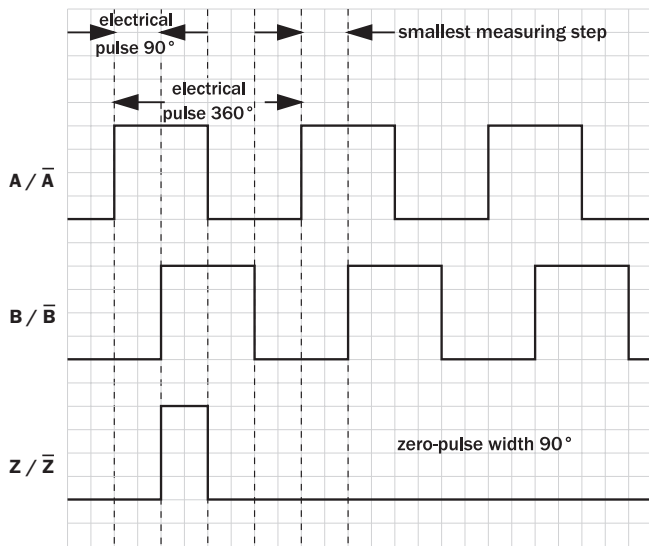 electrical
pulse 90°
smallest measuring step
electrical
pulse 360°
A / A̅
B / B̅
zero-pulse width 90°
Z / Z̅